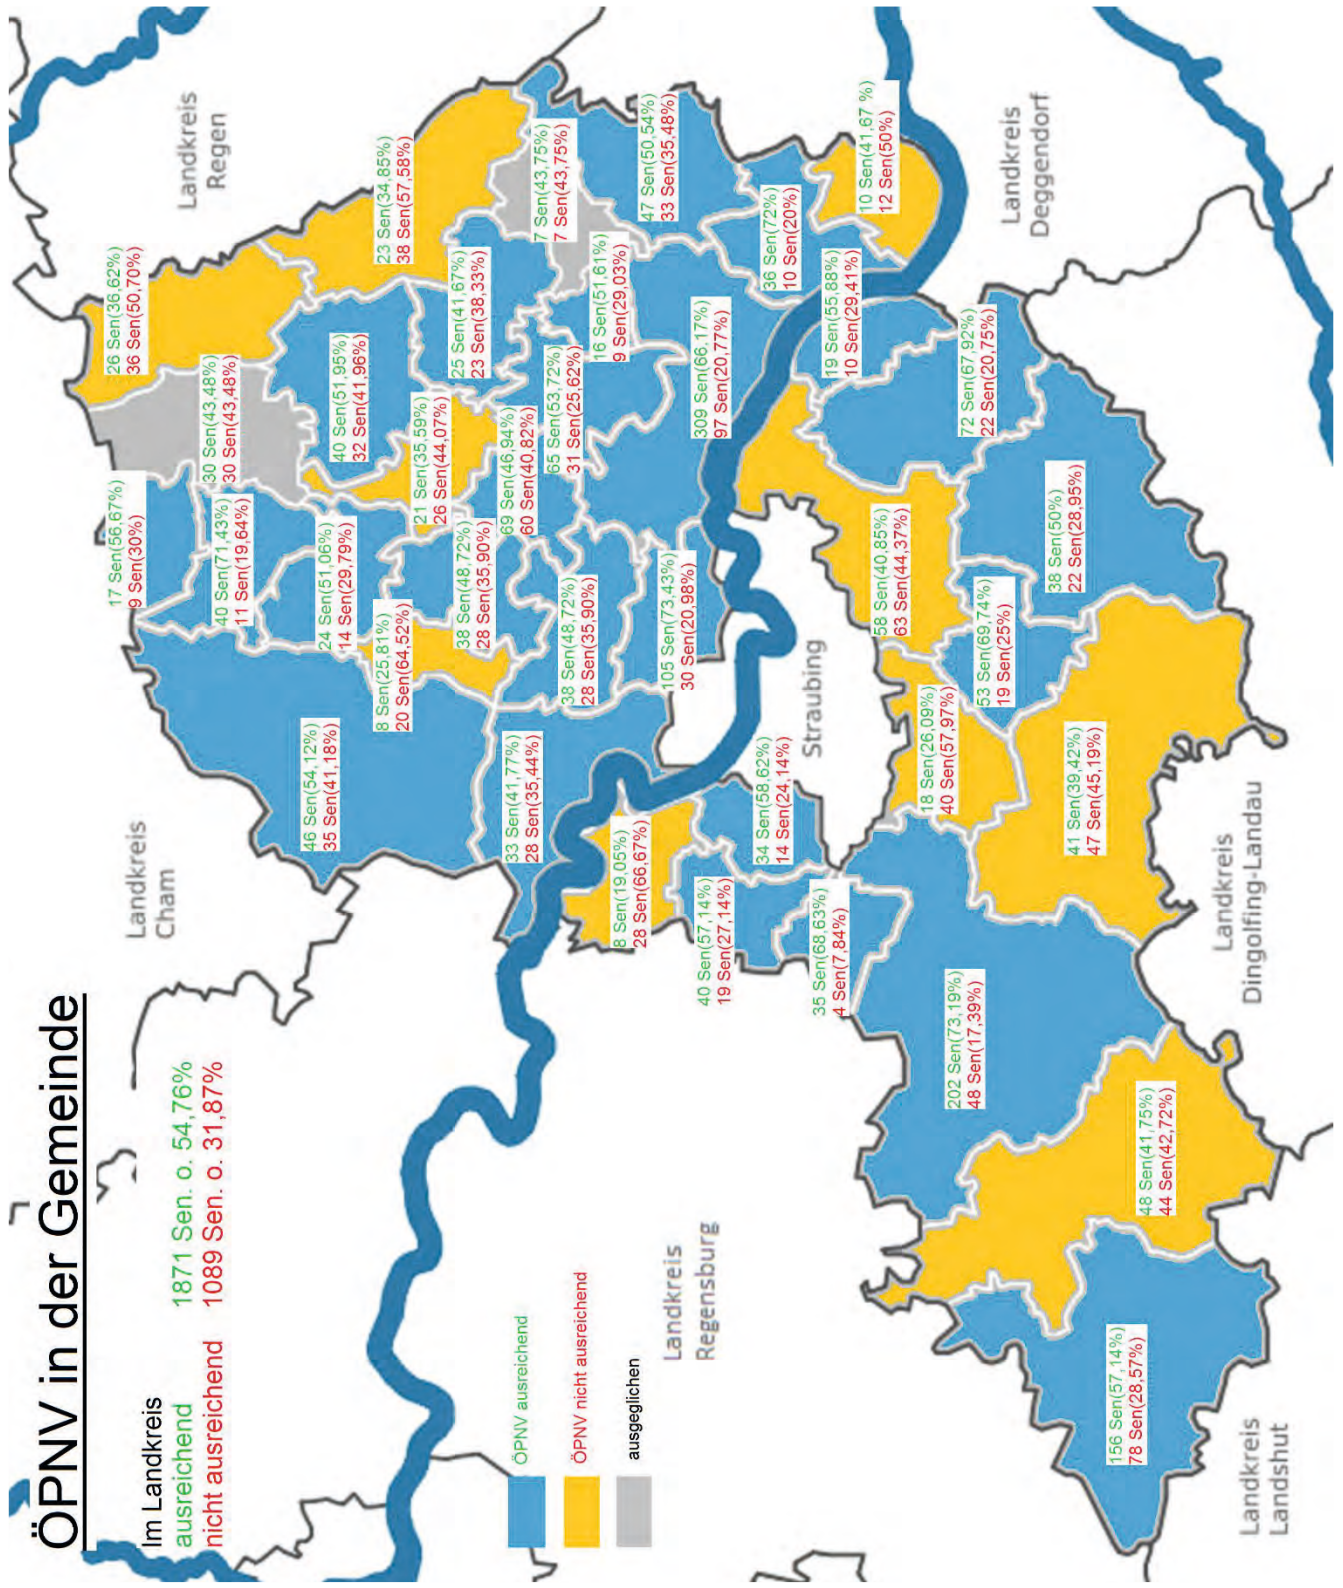 ÖPNV in der Gemeinde
Im Landkreis
ausreichend 1871 Sen. o. 54,76%
nicht ausreichend 1089 Sen. o. 31,87%
ÖPNV ausreichend
ÖPNV nicht ausreichend
ausgeglichen
Landkreis
Cham
Landkreis
Regen
Landkreis
Regensburg
Straubing
Landkreis
Deggendorf
Landkreis
Landshut
Landkreis
Dingolfing-Landau
17 Sen(56,67%)
9 Sen(30%)
26 Sen(36,62%)
36 Sen(50,70%)
40 Sen(71,43%)
11 Sen(19,64%)
30 Sen(43,48%)
30 Sen(43,48%)
46 Sen(54,12%)
35 Sen(41,18%)
24 Sen(51,06%)
14 Sen(29,79%)
40 Sen(51,95%)
32 Sen(41,96%)
8 Sen(25,81%)
20 Sen(64,52%)
23 Sen(34,85%)
38 Sen(57,58%)
21 Sen(35,59%)
26 Sen(44,07%)
38 Sen(48,72%)
28 Sen(35,90%)
25 Sen(41,67%)
23 Sen(38,33%)
33 Sen(41,77%)
28 Sen(35,44%)
69 Sen(46,94%)
60 Sen(40,82%)
7 Sen(43,75%)
7 Sen(43,75%)
38 Sen(48,72%)
28 Sen(35,90%)
65 Sen(53,72%)
31 Sen(25,62%)
16 Sen(51,61%)
9 Sen(29,03%)
8 Sen(19,05%)
28 Sen(66,67%)
105 Sen(73,43%)
30 Sen(20,98%)
47 Sen(50,54%)
33 Sen(35,48%)
40 Sen(57,14%)
19 Sen(27,14%)
309 Sen(66,17%)
97 Sen(20,77%)
34 Sen(58,62%)
14 Sen(24,14%)
36 Sen(72%)
10 Sen(20%)
35 Sen(68,63%)
4 Sen(7,84%)
19 Sen(55,88%)
10 Sen(29,41%)
10 Sen(41,67 %)
12 Sen(50%)
58 Sen(40,85%)
63 Sen(44,37%)
18 Sen(26,09%)
40 Sen(57,97%)
202 Sen(73,19%)
48 Sen(17,39%)
53 Sen(69,74%)
19 Sen(25%)
72 Sen(67,92%)
22 Sen(20,75%)
38 Sen(50%)
22 Sen(28,95%)
41 Sen(39,42%)
47 Sen(45,19%)
156 Sen(57,14%)
78 Sen(28,57%)
48 Sen(41,75%)
44 Sen(42,72%)